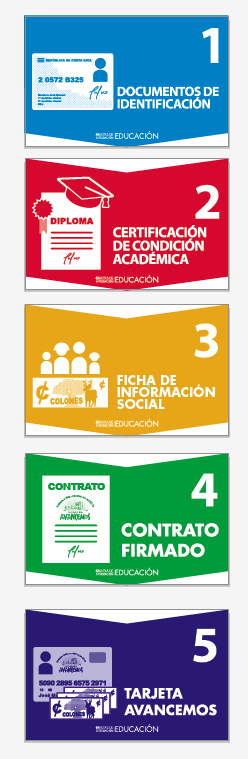 1
REPÚBLICA DE COSTA RICA
2 0572 B325
DOCUMENTOS DE
IDENTIFICACIÓN
EDUCACIÓN
2
DIPLOMA
CERTIFICACIÓN
DE CONDICIÓN
ACADÉMICA
EDUCACIÓN
3
COLONES
FICHA DE
INFORMACIÓN
SOCIAL
EDUCACIÓN
4
CONTRATO
AVANCEMOS
CONTRATO
FIRMADO
EDUCACIÓN
5
5090 2895 6575 2971
COLONES
TARJETA
AVANCEMOS
EDUCACIÓN